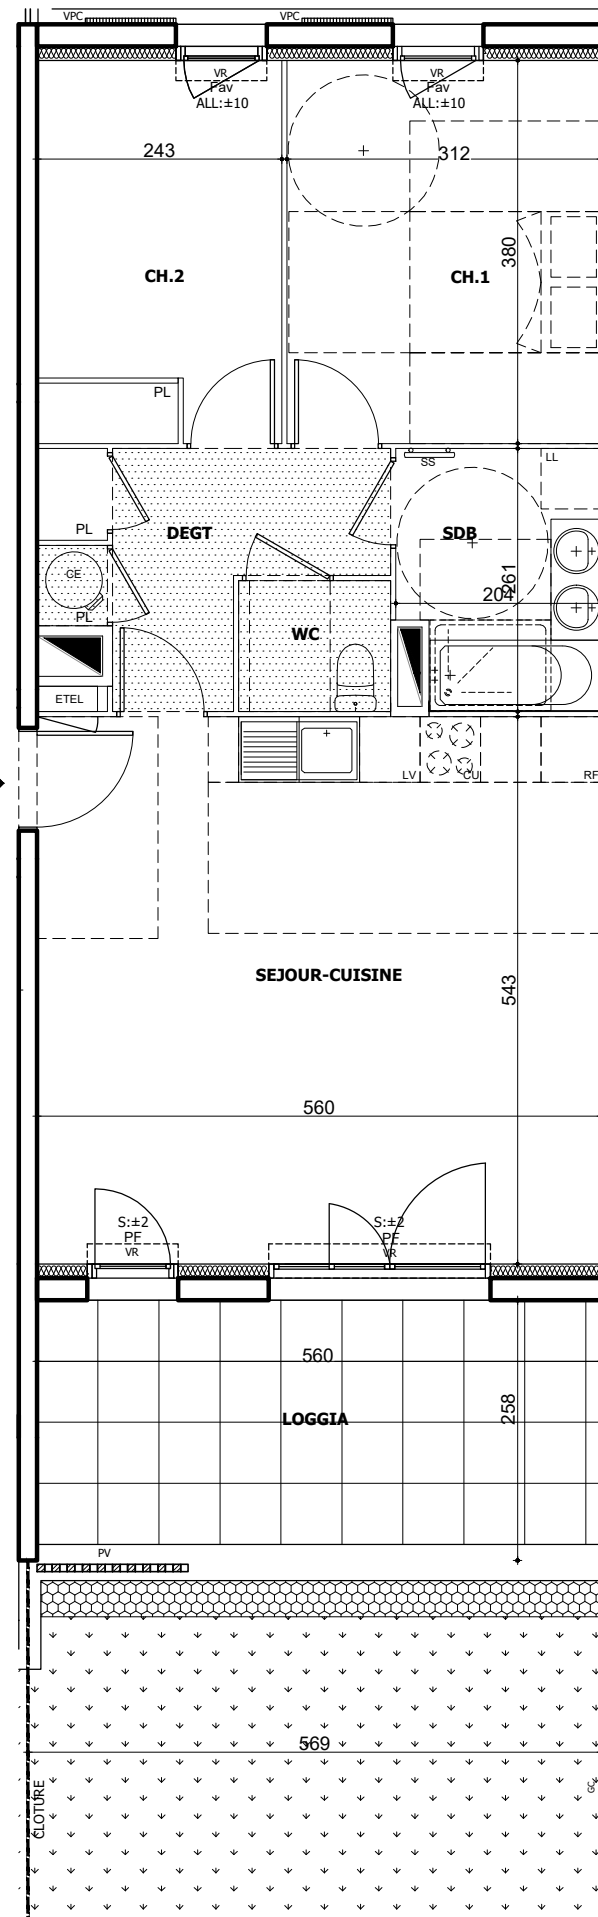 VPC
VPC
VR
Fav
ALL:±10
VR
Fav
ALL:±10
243
312
380
CH.2
CH.1
PL
SS
LL
PL
DEGT
SDB
CE
261
204
PL
WC
ETEL
LV
CU
RF
SEJOUR-CUISINE
543
560
S:±2
PF
VR
S:±2
PF
VR
560
LOGGIA
258
PV
569
CLOTURE
GC